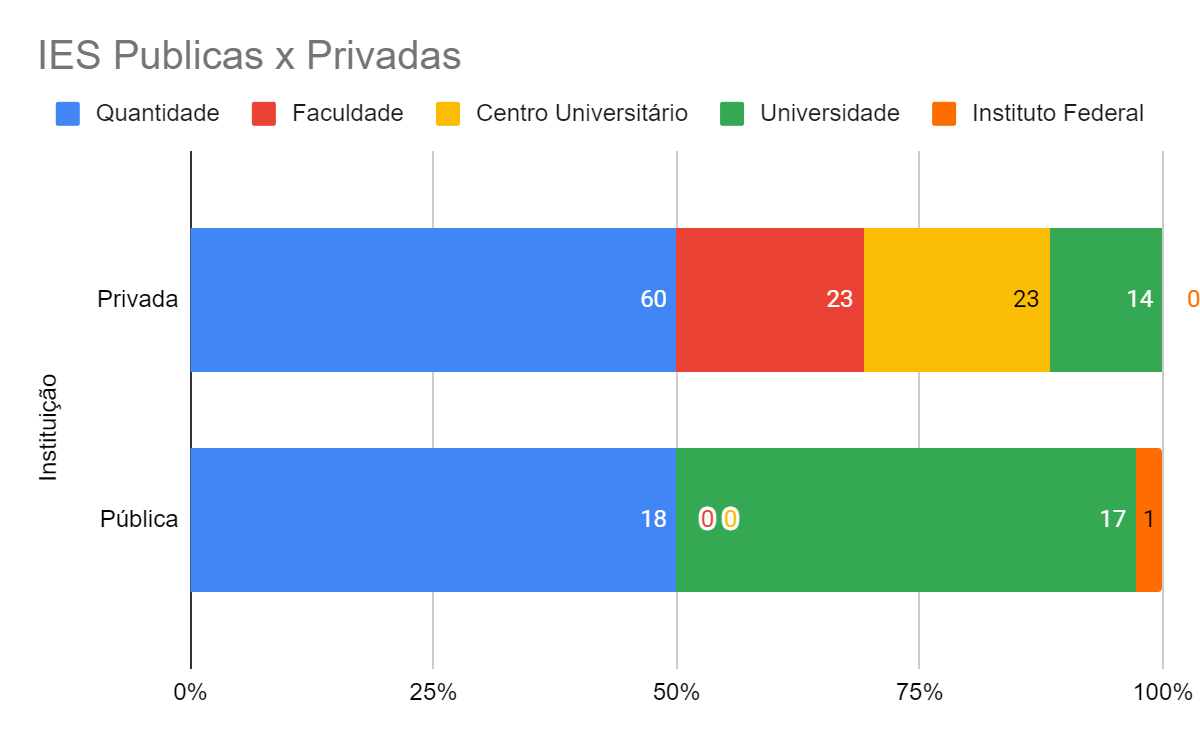 IES Publicas x Privadas
Quantidade Faculdade Centro Universitário Universidade Instituto Federal
Privada 60 23 23 14 0
Instituição
Pública 18 0 0 17 1
0% 25% 50% 75% 100%